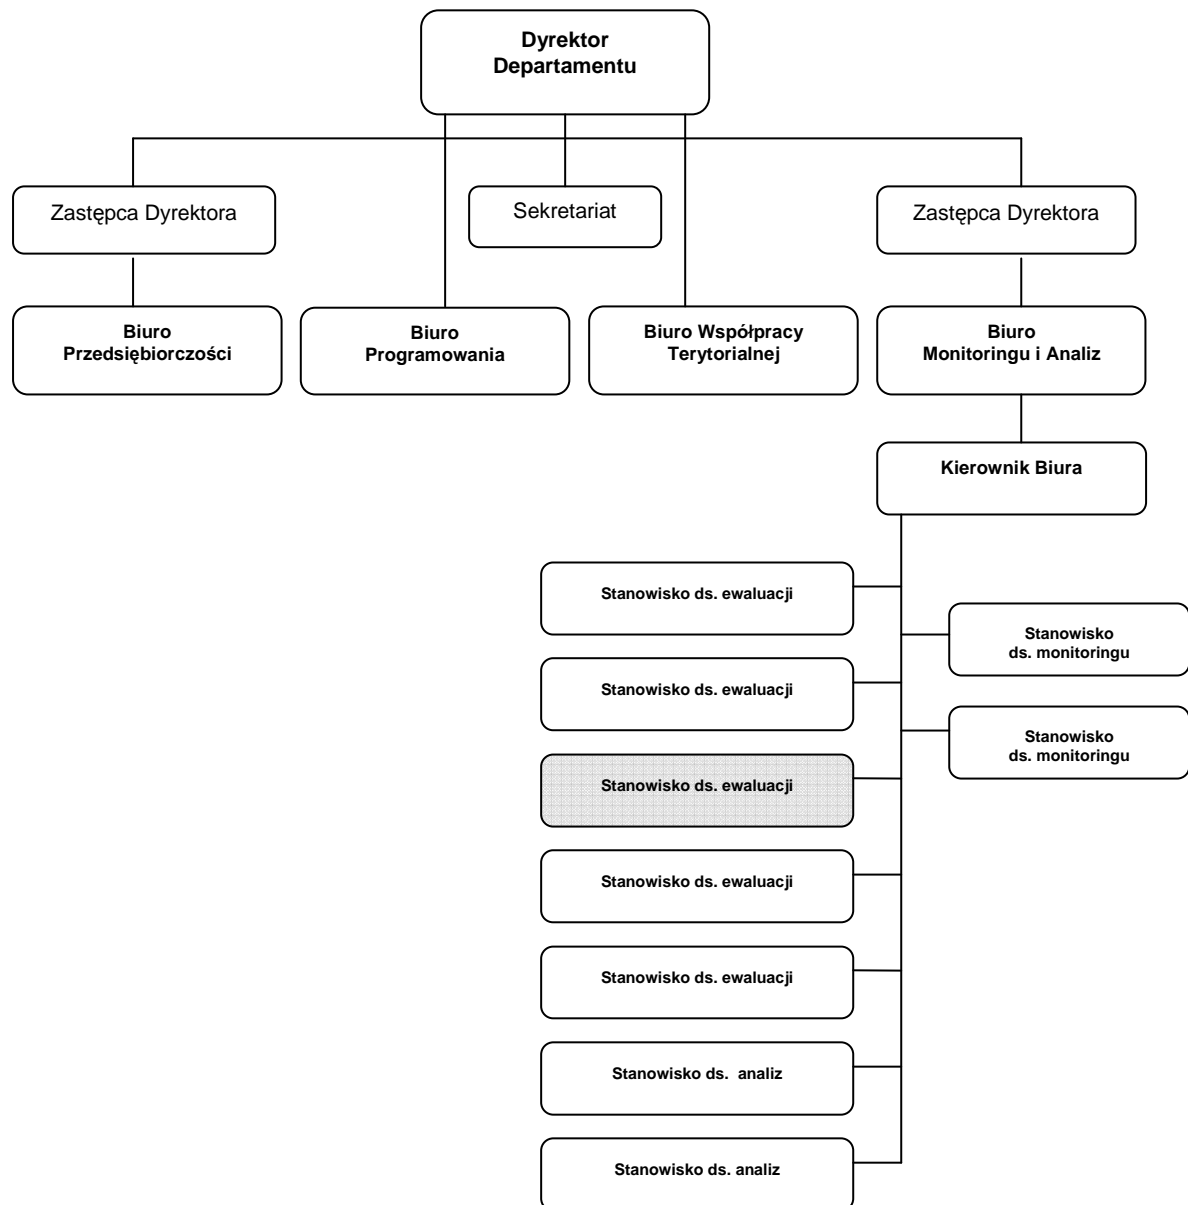 Dyrektor
Departamentu
Zastępca Dyrektora
Sekretariat
Zastępca Dyrektora
Biuro
Przedsiębiorczości
Biuro
Programowania
Biuro Współpracy
Terytorialnej
Biuro
Monitoringu i Analiz
Kierownik Biura
Stanowisko ds. ewaluacji
Stanowisko
ds. monitoringu
Stanowisko ds. ewaluacji
Stanowisko
ds. monitoringu
Stanowisko ds. ewaluacji
Stanowisko ds. ewaluacji
Stanowisko ds. ewaluacji
Stanowisko ds. analiz
Stanowisko ds. analiz